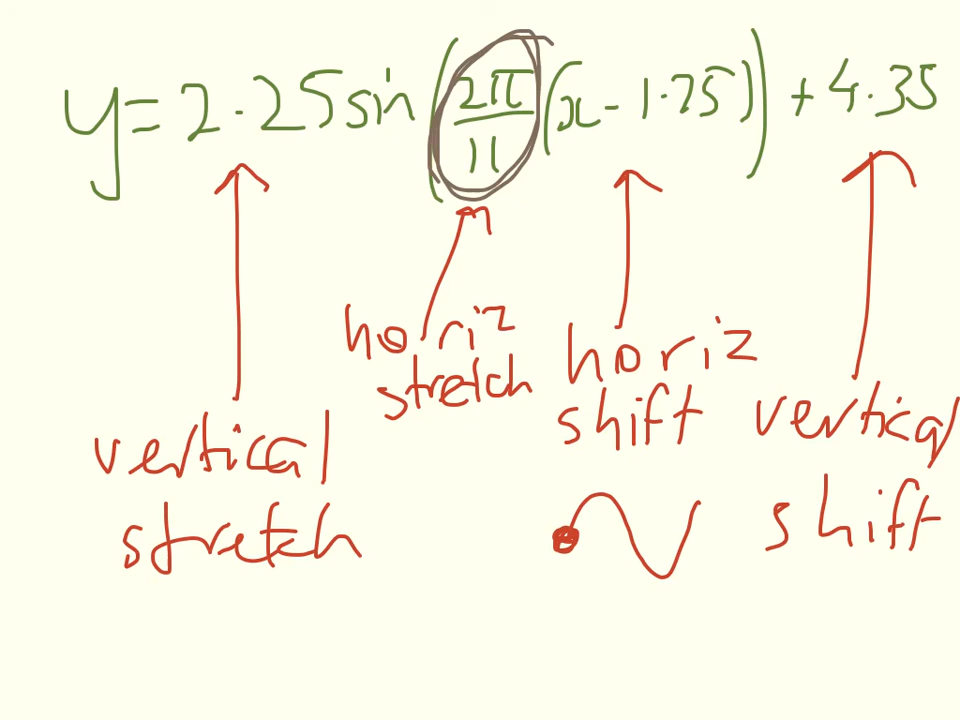 y = 2.25 sin(2π/11 (x - 1.75)) + 4.35
horiz stretch
horiz shift
vertical shift
vertical stretch